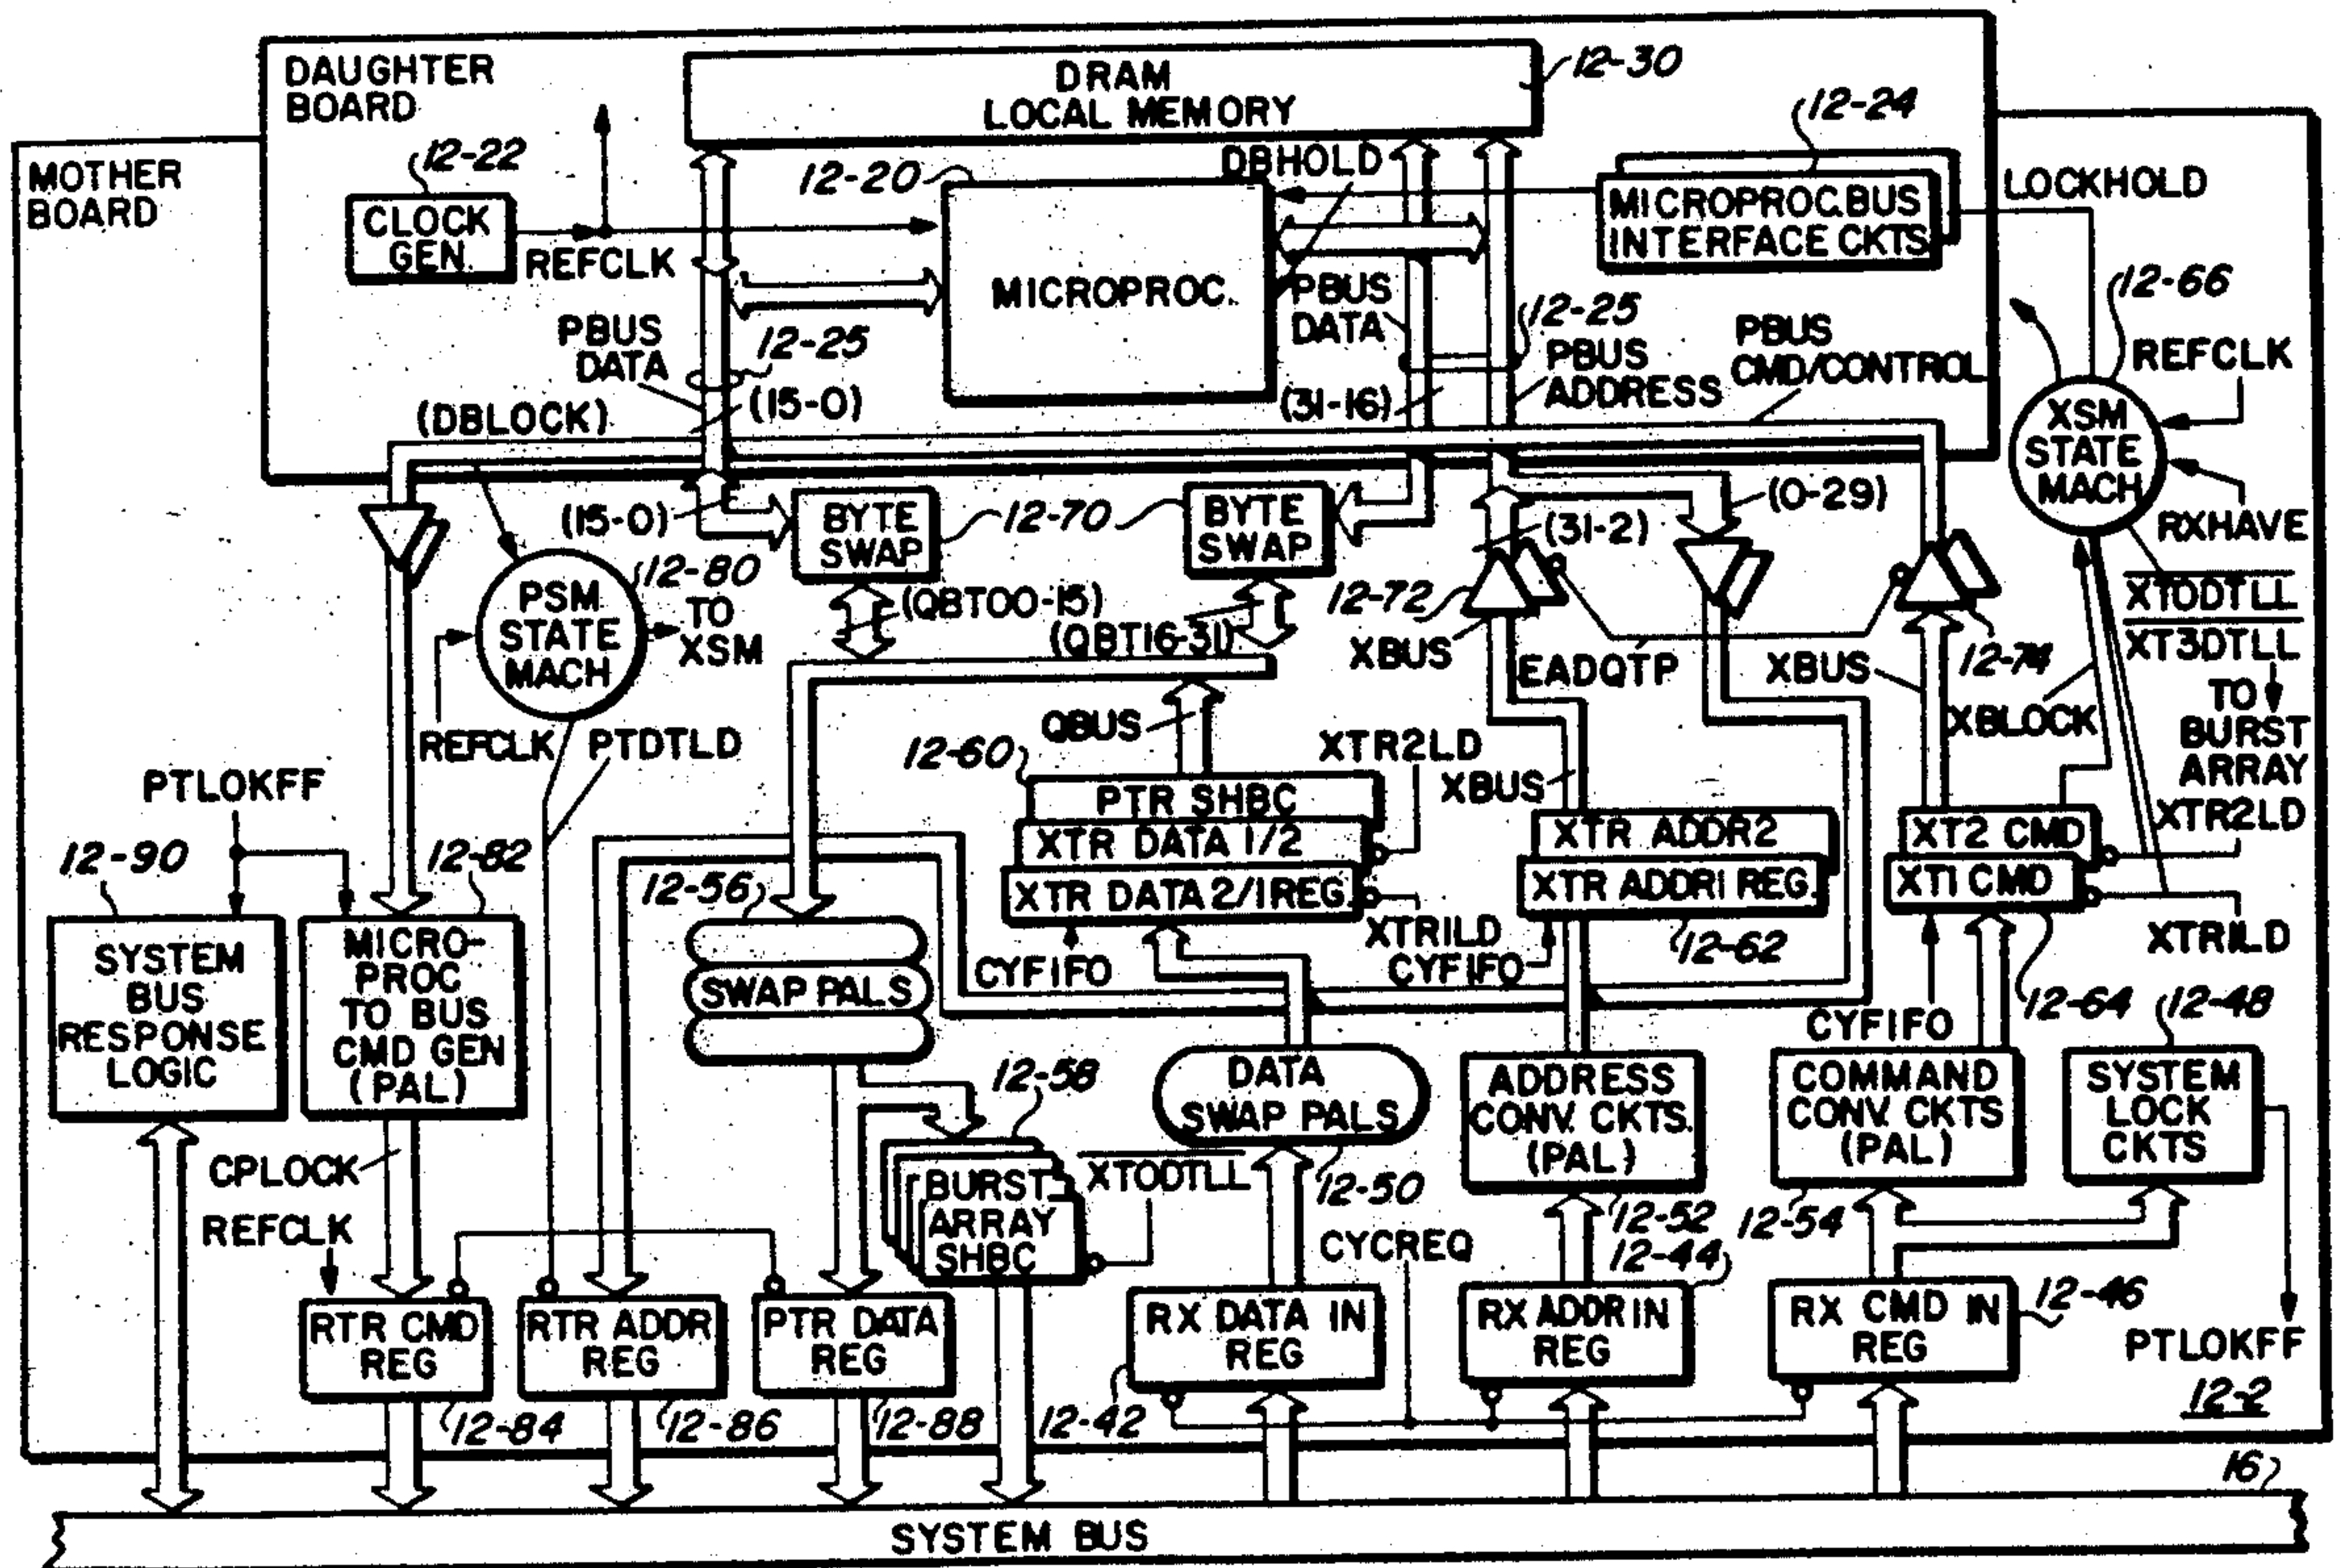 DAUGHTER
BOARD
DRAM
LOCAL MEMORY
12-30
12-24
MOTHER
BOARD
12-22
CLOCK
GEN.
REFCLK
12-20
MICROPROC.
DBHOLD
MICROPROC.BUS
INTERFACE CKTS
LOCKHOLD
12-66
REFCLK
XSM
STATE
MACH
RXHAVE
PBUS
DATA
12-25
(15-0)
(DBLOCK)
PBUS
DATA
12-25
(31-16)
PBUS
ADDRESS
PBUS
CMD/CONTROL
(15-0)
BYTE
SWAP
12-70
BYTE
SWAP
(31-2)
(0-29)
12-72
XBUS
EADQTP
XBUS
12-74
XBLOCK
XTODTLL
XT3DTLL
TO
BURST
ARRAY
XTR2LD
PSM
STATE
MACH
12-80
TO
XSM
REFCLK
PTDTLD
(QBT00-15)
(QBT16-31)
QBUS
12-60
PTR SHBC
XTR DATA 1/2
XTR DATA 2/1 REG.
XTR2LD
XBUS
XTR1LD
CYFIFO
CYFIFO
XTR ADDR2
XTR ADDR1 REG.
12-62
XT2 CMD
XT1 CMD
XTR1LD
CYFIFO
12-64
12-48
PTLOKFF
12-90
SYSTEM
BUS
RESPONSE
LOGIC
12-82
MICRO-
PROC
TO BUS
CMD GEN
(PAL)
12-56
SWAP PALS
12-58
BURST
ARRAY
SHBC
XTODTLL
DATA
SWAP PALS
12-50
ADDRESS
CONV. CKTS.
(PAL)
12-52
COMMAND
CONV. CKTS
(PAL)
12-54
SYSTEM
LOCK
CKTS
CPLOCK
REFCLK
RTR CMD
REG
12-84
RTR ADDR
REG
12-86
PTR DATA
REG
12-88
RX DATA IN
REG
12-42
CYCREQ
RX ADDR IN
REG
12-44
RX CMD IN
REG
12-46
PTLOKFF
12-2
16
SYSTEM BUS